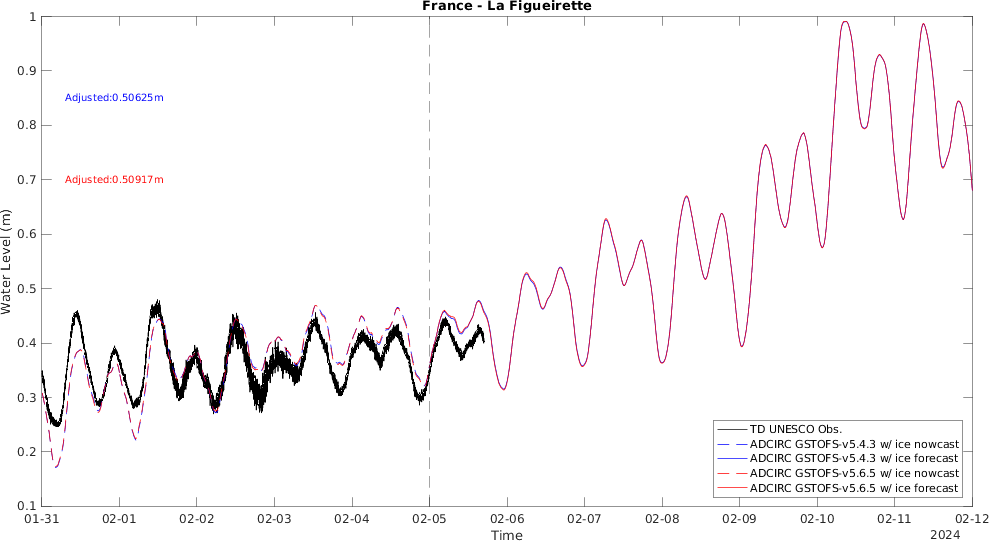 France - La Figueirette
1
0.9
0.8
0.7
0.6
0.5
0.4
0.3
0.2
0.1
Water Level (m)
Adjusted:0.50625m
Adjusted:0.50917m
TD UNESCO Obs.
ADCIRC GSTOFS-v5.4.3 w/ ice nowcast
ADCIRC GSTOFS-v5.4.3 w/ ice forecast
ADCIRC GSTOFS-v5.6.5 w/ ice nowcast
ADCIRC GSTOFS-v5.6.5 w/ ice forecast
01-31 02-01 02-02 02-03 02-04 02-05 02-06 02-07 02-08 02-09 02-10 02-11 02-12
Time
2024